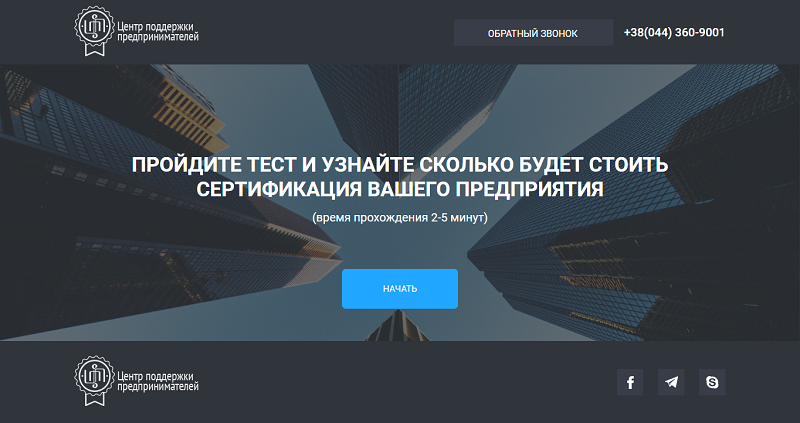 Центр поддержки
предпринимателей
ОБРАТНЫЙ ЗВОНОК
+38(044) 360-9001
ПРОЙДИТЕ ТЕСТ И УЗНАЙТЕ СКОЛЬКО БУДЕТ СТОИТЬ
СЕРТИФИКАЦИЯ ВАШЕГО ПРЕДПРИЯТИЯ
(время прохождения 2-5 минут)
НАЧАТЬ
Центр поддержки
предпринимателей